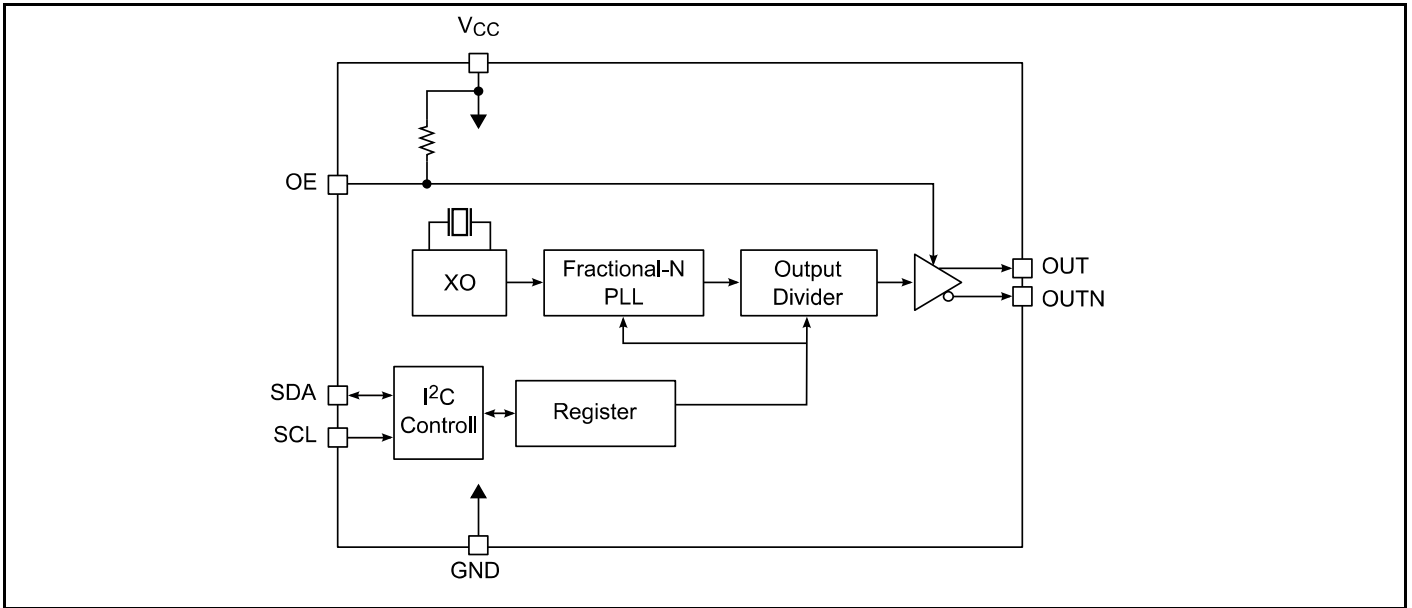 VCC
OE
XO
Fractional-N
PLL
Output
Divider
OUT
OUTN
SDA
SCL
I²C
Controll
Register
GND